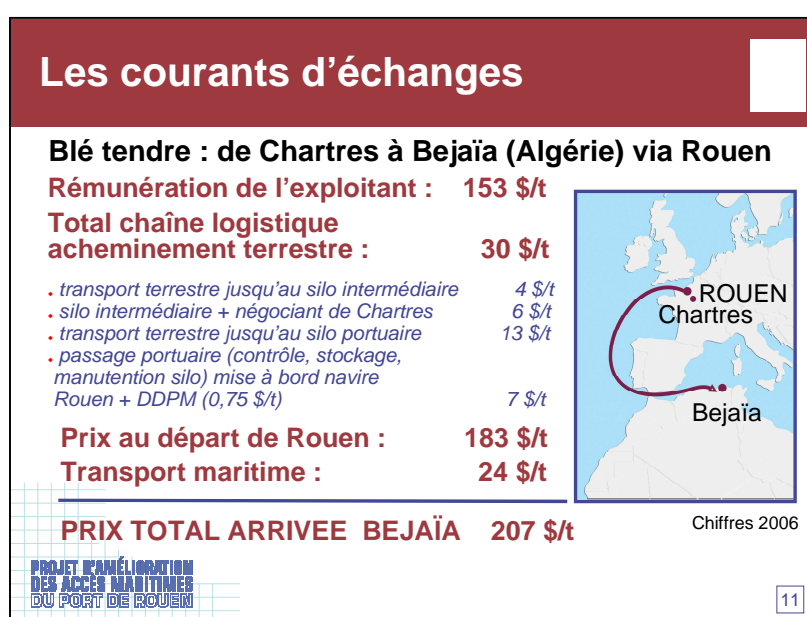 Les courants d'échanges
Blé tendre : de Chartres à Bejaïa (Algérie) via Rouen
Rémunération de l'exploitant : 153 $/t
Total chaîne logistique
acheminement terrestre : 30 $/t
. transport terrestre jusqu'au silo intermédiaire 4 $/t
. silo intermédiaire + négociant de Chartres 6 $/t
. transport terrestre jusqu'au silo portuaire 13 $/t
. passage portuaire (contrôle, stockage,
manutention silo) mise à bord navire
Rouen + DDPM (0,75 $/t) 7 $/t
Prix au départ de Rouen : 183 $/t
Transport maritime : 24 $/t
PRIX TOTAL ARRIVEE BEJAÏA 207 $/t
ROUEN
Chartres
Bejaïa
Chiffres 2006
PROJET D'AMÉLIORATION
DES ACCÈS MARITIMES
DU PORT DE ROUEN
11